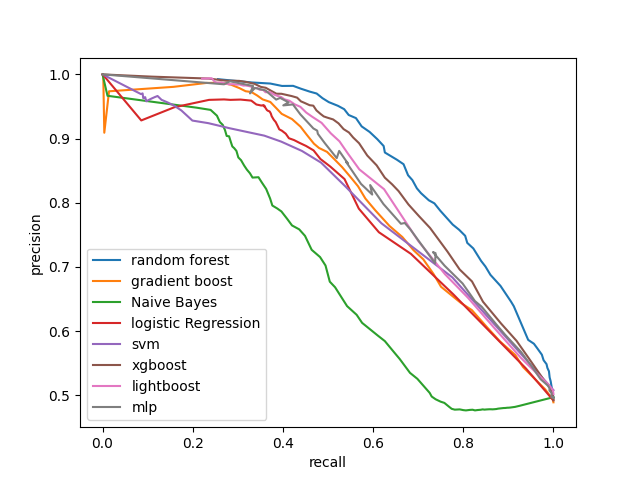 1.0
0.9
0.8
0.7
0.6
0.5
precision
random forest
gradient boost
Naive Bayes
logistic Regression
svm
xgboost
lightboost
mlp
0.0 0.2 0.4 0.6 0.8 1.0
recall